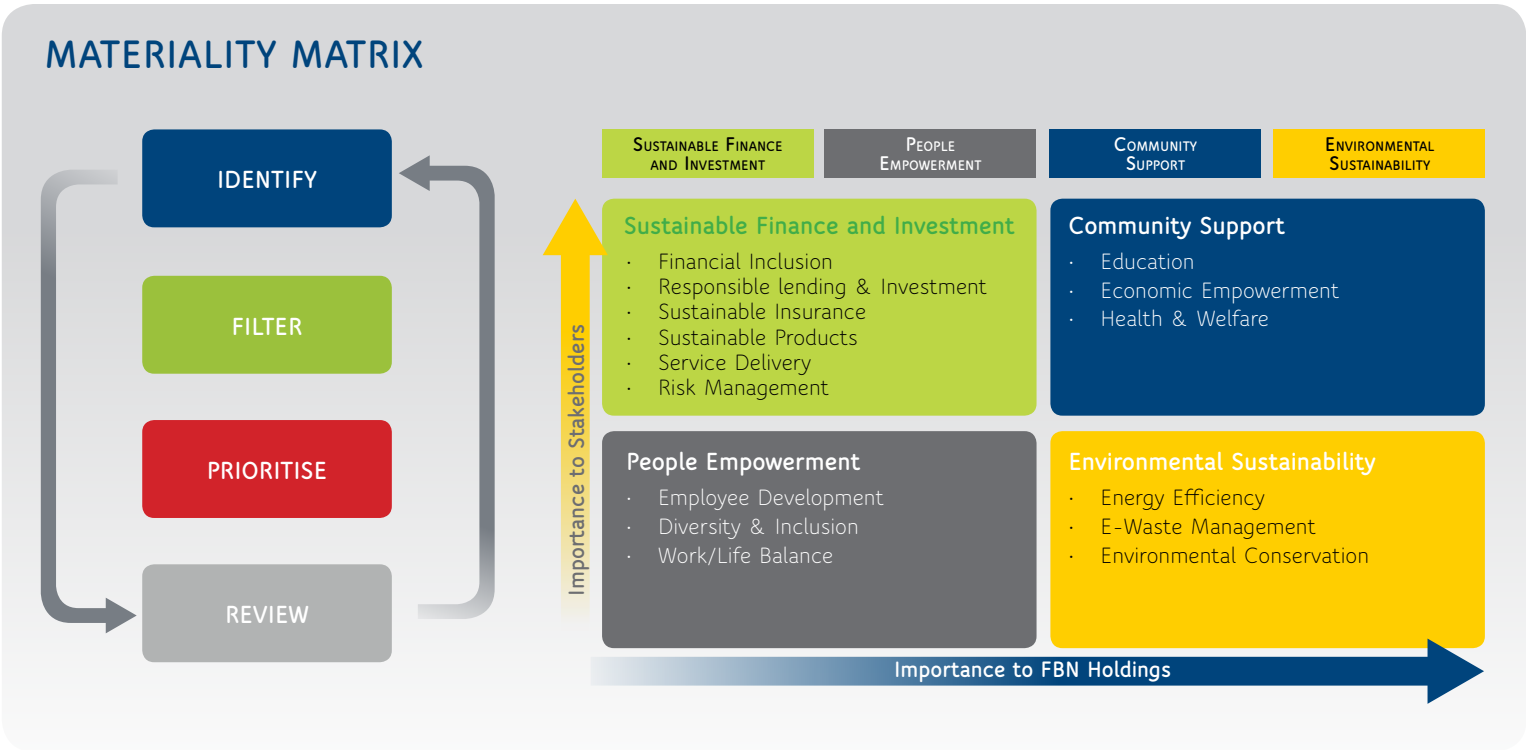 MATERIALITY MATRIX
IDENTIFY
FILTER
PRIORITISE
REVIEW
SUSTAINABLE FINANCE
AND INVESTMENT
PEOPLE
EMPOWERMENT
COMMUNITY
SUPPORT
ENVIRONMENTAL
SUSTAINABILITY
Importance to Stakeholders
Sustainable Finance and Investment
· Financial Inclusion
· Responsible lending & Investment
· Sustainable Insurance
· Sustainable Products
· Service Delivery
· Risk Management
Community Support
· Education
· Economic Empowerment
· Health & Welfare
People Empowerment
· Employee Development
· Diversity & Inclusion
· Work/Life Balance
Environmental Sustainability
· Energy Efficiency
· E-Waste Management
· Environmental Conservation
Importance to FBN Holdings